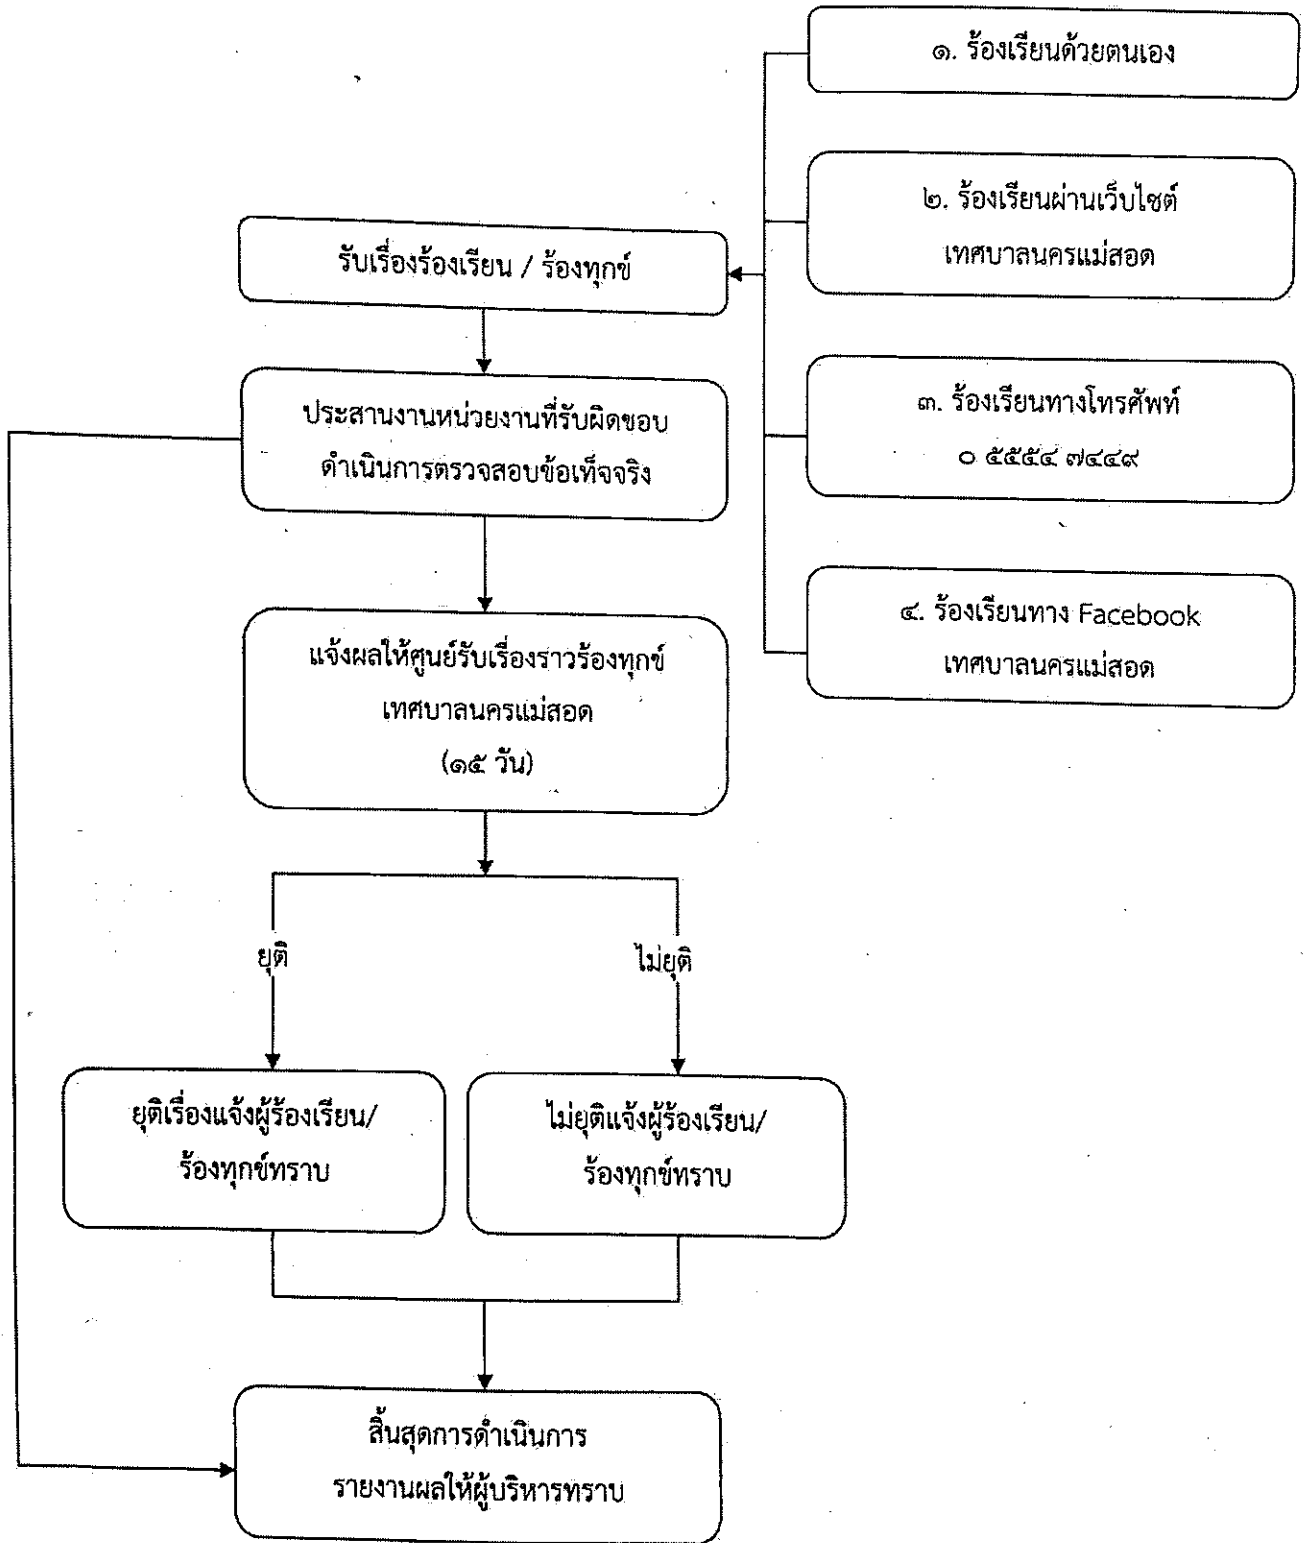 ๑. ร้องเรียนด้วยตนเอง
๒. ร้องเรียนผ่านเว็บไซต์
เทศบาลนครแม่สอด
๓. ร้องเรียนทางโทรศัพท์
๐ ๕๕๕๔ ๗๔๔๙
๔. ร้องเรียนทาง Facebook
เทศบาลนครแม่สอด
รับเรื่องร้องเรียน / ร้องทุกข์
ประสานงานหน่วยงานที่รับผิดชอบ
ดำเนินการตรวจสอบข้อเท็จจริง
แจ้งผลให้ศูนย์รับเรื่องราวร้องทุกข์
เทศบาลนครแม่สอด
(๑๕ วัน)
ยุติ
ไม่ยุติ
ยุติเรื่องแจ้งผู้ร้องเรียน/
ร้องทุกข์ทราบ
ไม่ยุติแจ้งผู้ร้องเรียน/
ร้องทุกข์ทราบ
สิ้นสุดการดำเนินการ
รายงานผลให้ผู้บริหารทราบ